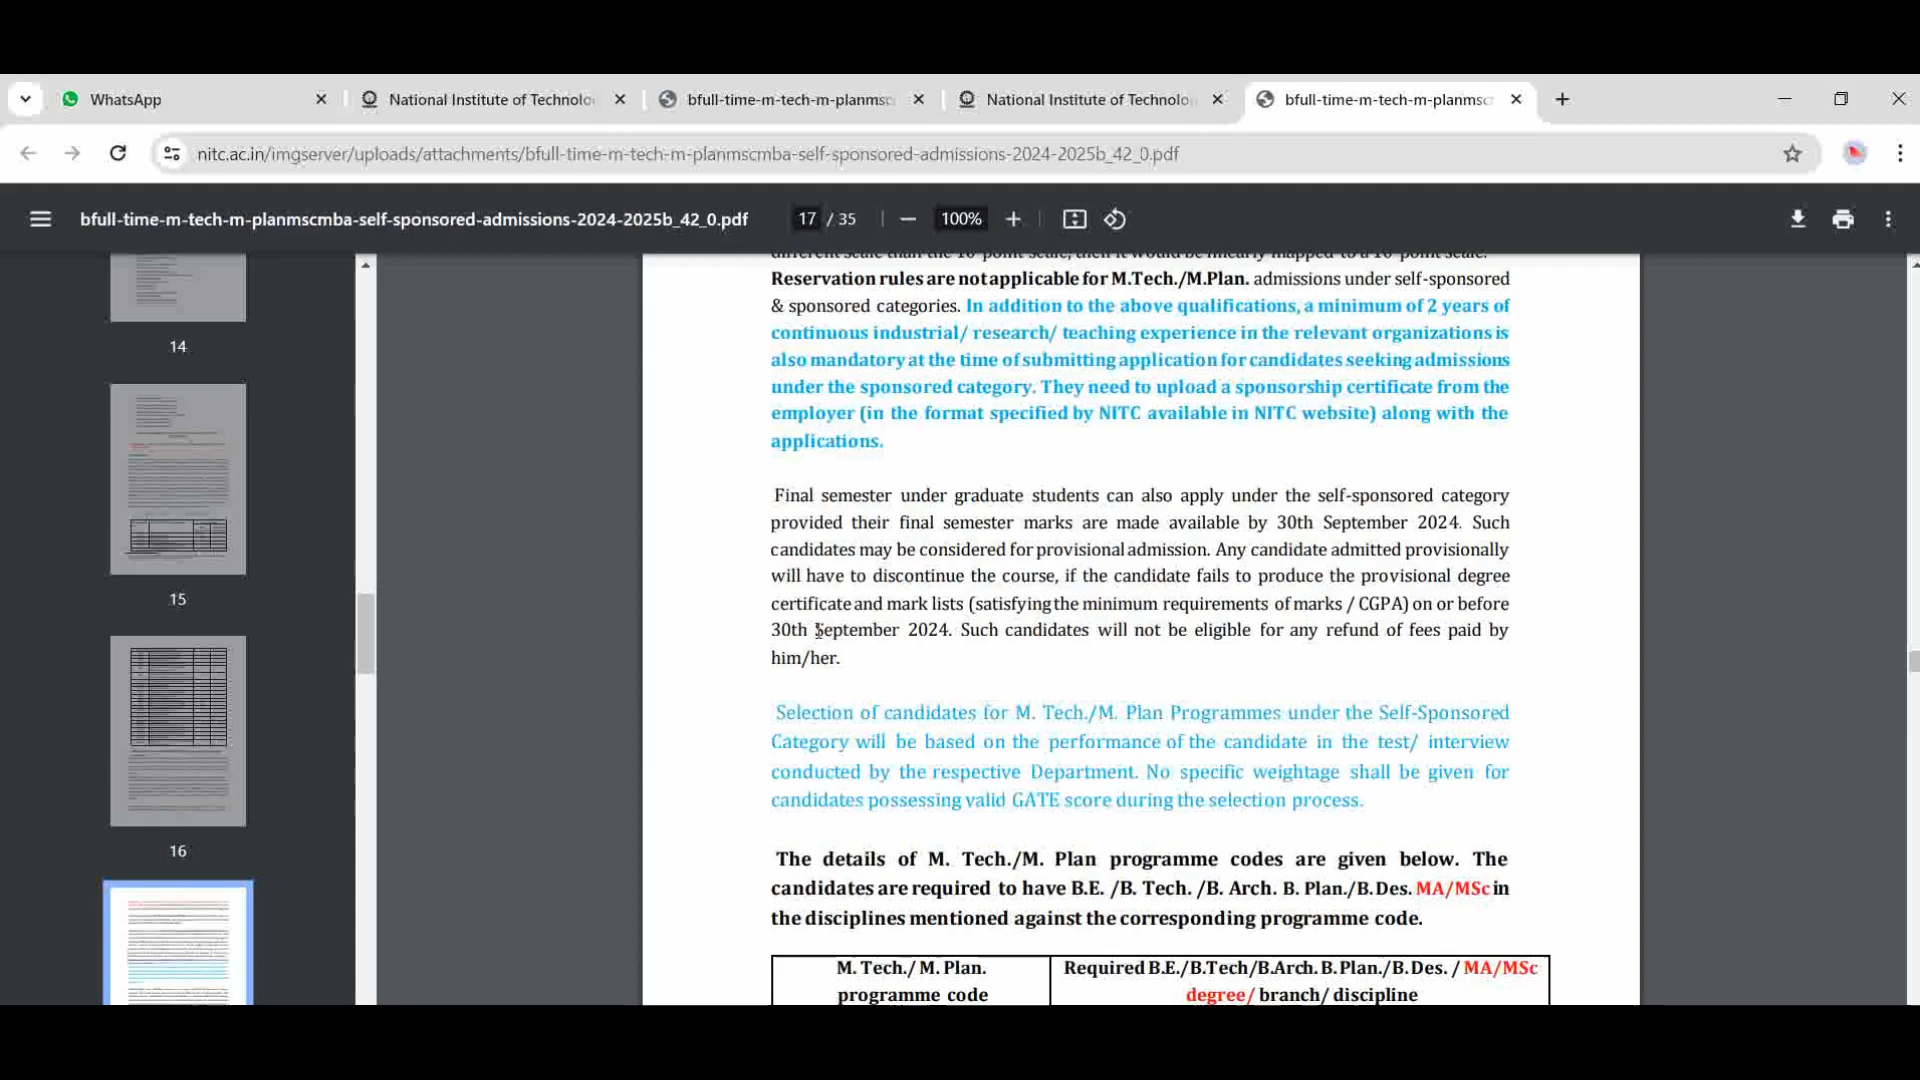 WhatsApp
National Institute of Technolo
bfull-time-m-tech-m-planmsc
National Institute of Technolo
bfull-time-m-tech-m-planmsc
nitc.ac.in/imgserver/uploads/attachments/bfull-time-m-tech-m-planmscmba-self-sponsored-admissions-2024-2025b_42_0.pdf
bfull-time-m-tech-m-planmscmba-self-sponsored-admissions-2024-2025b_42_0.pdf
17 / 35
100%
14
15
16
different scale than the 10-point scale, then it would be linearly mapped to a 10-point scale.
Reservation rules are not applicable for M.Tech./M.Plan. admissions under self-sponsored
& sponsored categories. In addition to the above qualifications, a minimum of 2 years of
continuous industrial/ research/ teaching experience in the relevant organizations is
also mandatory at the time of submitting application for candidates seeking admissions
under the sponsored category. They need to upload a sponsorship certificate from the
employer (in the format specified by NITC available in NITC website) along with the
applications.
Final semester under graduate students can also apply under the self-sponsored category
provided their final semester marks are made available by 30th September 2024. Such
candidates may be considered for provisional admission. Any candidate admitted provisionally
will have to discontinue the course, if the candidate fails to produce the provisional degree
certificate and mark lists (satisfying the minimum requirements of marks / CGPA) on or before
30th September 2024. Such candidates will not be eligible for any refund of fees paid by
him/her.
Selection of candidates for M. Tech./M. Plan Programmes under the Self-Sponsored
Category will be based on the performance of the candidate in the test/ interview
conducted by the respective Department. No specific weightage shall be given for
candidates possessing valid GATE score during the selection process.
The details of M. Tech./M. Plan programme codes are given below. The
candidates are required to have B.E. /B. Tech. /B. Arch. B. Plan./B. Des. MA/MSc in
the disciplines mentioned against the corresponding programme code.
M. Tech./ M. Plan.
programme code
Required B.E./B.Tech/B.Arch. B. Plan./B. Des. / MA/MSc
degree/ branch/ discipline